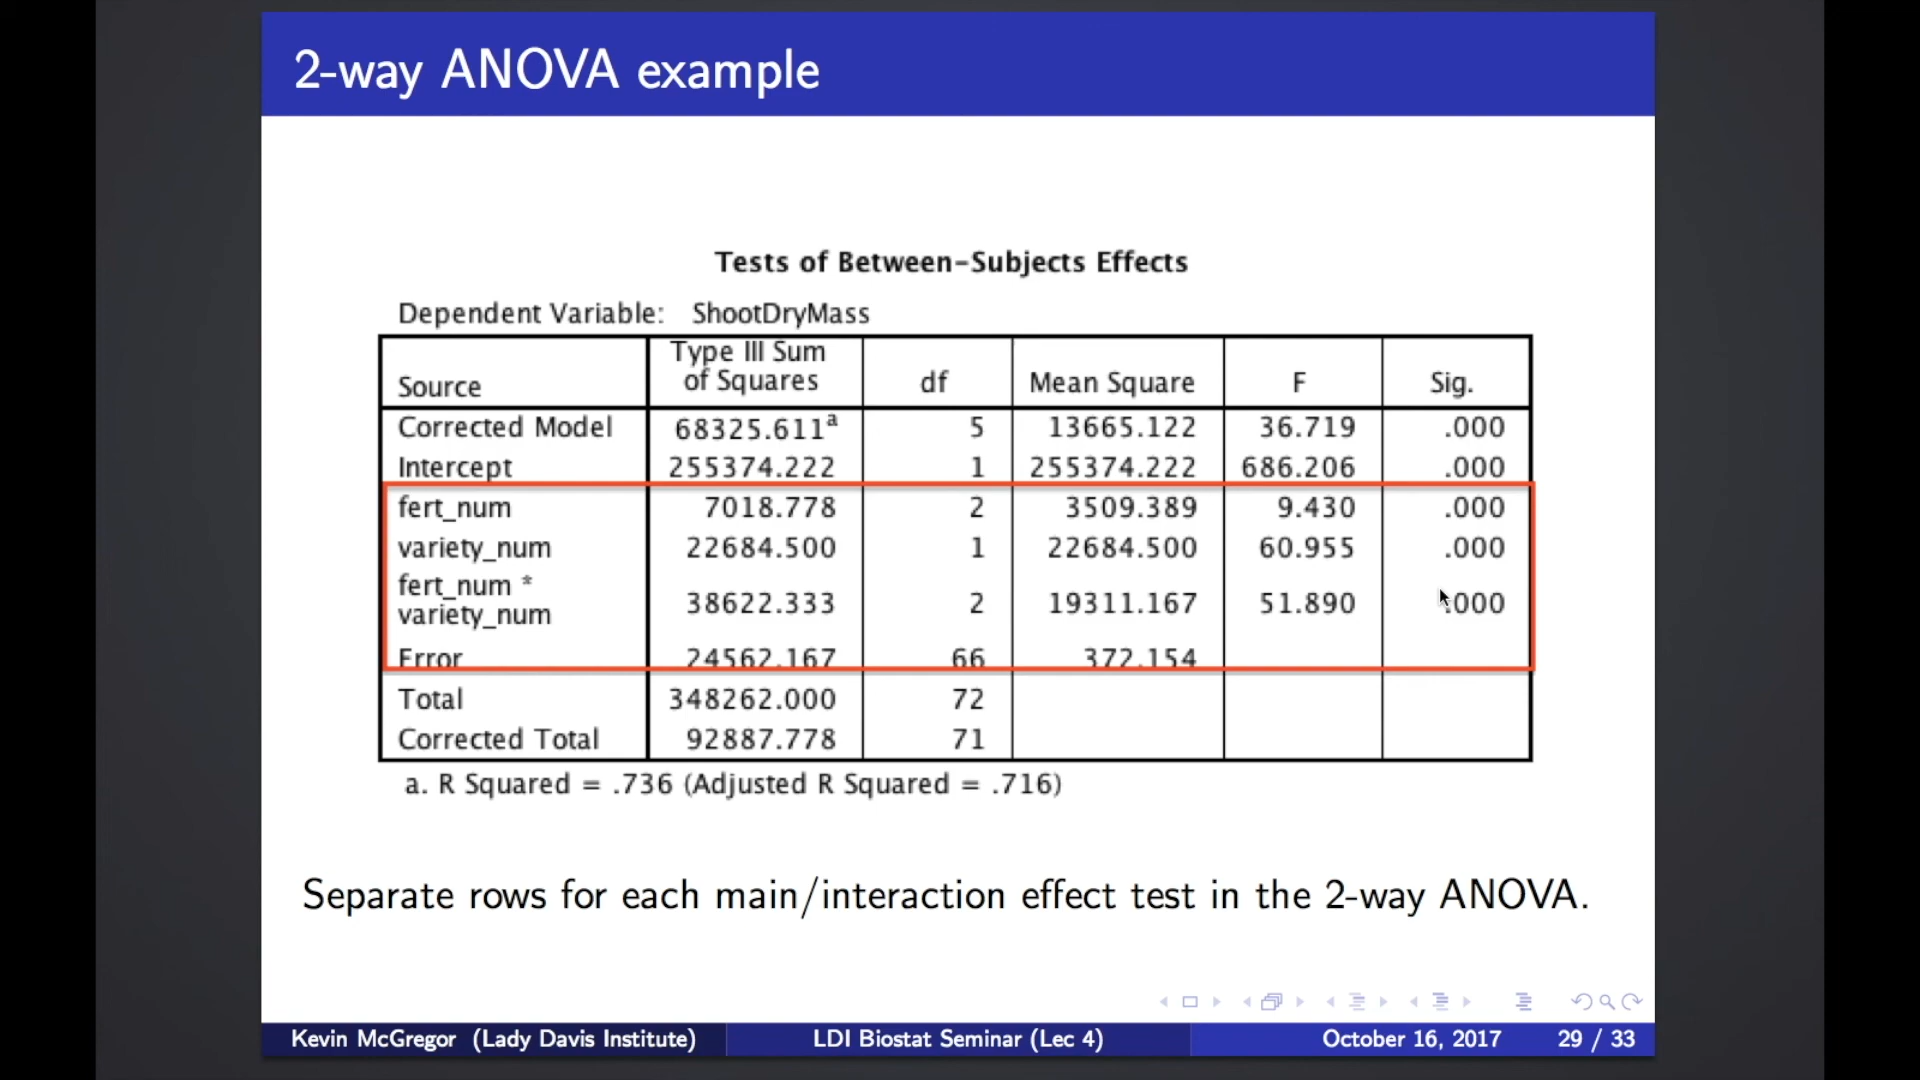 2-way ANOVA example
Tests of Between-Subjects Effects
Dependent Variable: ShootDryMass
Source Type III Sum of Squares df Mean Square F Sig.
Corrected Model 68325.611a 5 13665.122 36.719 .000
Intercept 255374.222 1 255374.222 686.206 .000
fert_num 7018.778 2 3509.389 9.430 .000
variety_num 22684.500 1 22684.500 60.955 .000
fert_num * variety_num 38622.333 2 19311.167 51.890 .000
Error 24562.167 66 372.154
Total 348262.000 72
Corrected Total 92887.778 71
a. R Squared = .736 (Adjusted R Squared = .716)
Separate rows for each main/interaction effect test in the 2-way ANOVA.
Kevin McGregor (Lady Davis Institute) LDI Biostat Seminar (Lec 4) October 16, 2017 29 / 33